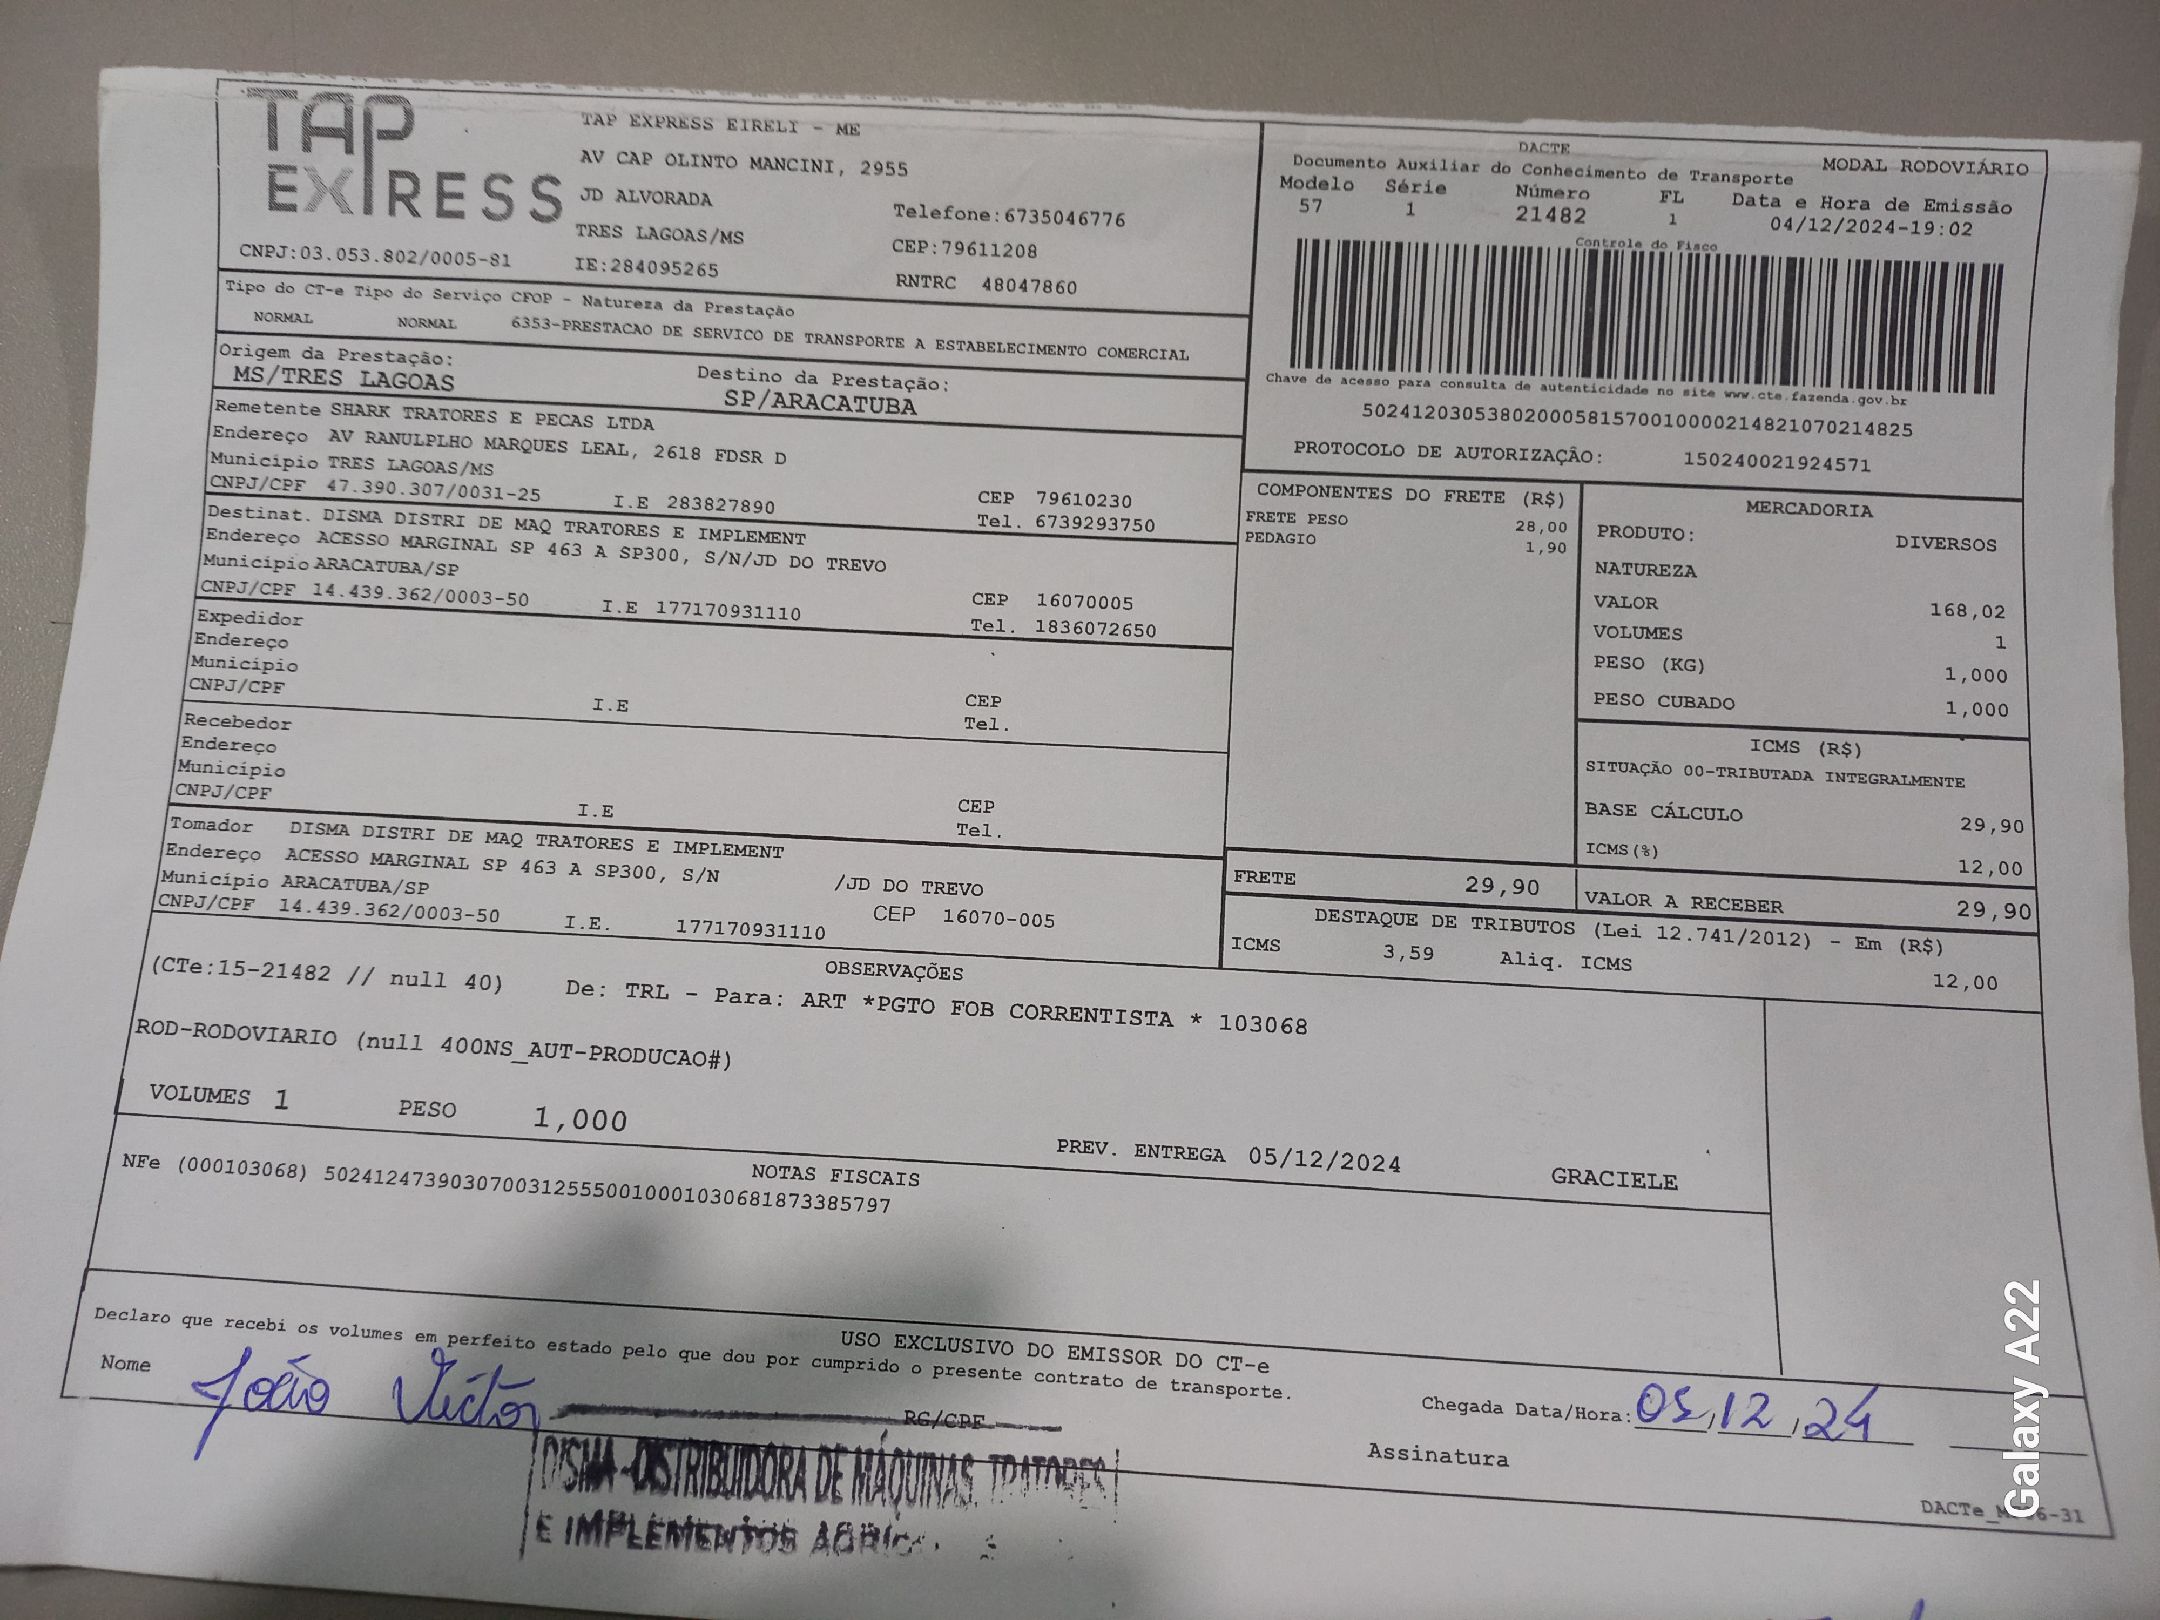 TAP EXPRESS
TAP EXPRESS EIRELI - ME
AV CAP OLINTO MANCINI, 2955
JD ALVORADA
Telefone:6735046776
TRES LAGOAS/MS
CEP:79611208
CNPJ:03.053.802/0005-81
IE:284095265
RNTRC 48047860
DACTE
MODAL RODOVIÁRIO
Documento Auxiliar do Conhecimento de Transporte
Modelo Série Número FL Data e Hora de Emissão
57 1 21482 1 04/12/2024-19:02
Controle do Fisco
Chave de acesso para consulta de autenticidade no site www.cte.fazenda.gov.br
50241203053802000581570010000214821070214825
PROTOCOLO DE AUTORIZAÇÃO: 150240021924571
Tipo do CT-e Tipo do Serviço CFOP - Natureza da Prestação
NORMAL NORMAL 6353-PRESTACAO DE SERVICO DE TRANSPORTE A ESTABELECIMENTO COMERCIAL
Origem da Prestação: Destino da Prestação:
MS/TRES LAGOAS SP/ARACATUBA
Remetente SHARK TRATORES E PECAS LTDA
Endereço AV RANULPLHO MARQUES LEAL, 2618 FDSR D
Município TRES LAGOAS/MS CEP 79610230
CNPJ/CPF 47.390.307/0031-25 I.E 283827890 Tel. 6739293750
Destinat. DISMA DISTRI DE MAQ TRATORES E IMPLEMENT
Endereço ACESSO MARGINAL SP 463 A SP300, S/N/JD DO TREVO
Município ARACATUBA/SP CEP 16070005
CNPJ/CPF 14.439.362/0003-50 I.E 177170931110 Tel. 1836072650
Expedidor
Endereço
Município CEP
CNPJ/CPF I.E Tel.
Recebedor
Endereço
Município CEP
CNPJ/CPF I.E Tel.
Tomador DISMA DISTRI DE MAQ TRATORES E IMPLEMENT
Endereço ACESSO MARGINAL SP 463 A SP300, S/N /JD DO TREVO
Município ARACATUBA/SP CEP 16070-005
CNPJ/CPF 14.439.362/0003-50 I.E. 177170931110
COMPONENTES DO FRETE (R$)
FRETE PESO 28,00
PEDAGIO 1,90
MERCADORIA
PRODUTO: DIVERSOS
NATUREZA
VALOR 168,02
VOLUMES 1
PESO (KG) 1,000
PESO CUBADO 1,000
ICMS (R$)
SITUAÇÃO 00-TRIBUTADA INTEGRALMENTE
BASE CÁLCULO 29,90
ICMS(%) 12,00
FRETE 29,90 VALOR A RECEBER 29,90
DESTAQUE DE TRIBUTOS (Lei 12.741/2012) - Em (R$)
ICMS 3,59 Aliq. ICMS 12,00
OBSERVAÇÕES
(CTe:15-21482 // null 40) De: TRL - Para: ART *PGTO FOB CORRENTISTA * 103068
ROD-RODOVIARIO (null 400NS_AUT-PRODUCAO#)
VOLUMES 1 PESO 1,000 PREV. ENTREGA 05/12/2024 GRACIELE
NOTAS FISCAIS
NFe (000103068) 50241247390307003125550010001030681873385797
USO EXCLUSIVO DO EMISSOR DO CT-e
Declaro que recebi os volumes em perfeito estado pelo que dou por cumprido o presente contrato de transporte.
Nome João Victor RG/CPF Chegada Data/Hora: 05,12,24
Assinatura
DISMA - DISTRIBUIDORA DE MÁQUINAS, TRATORES
E IMPLEMENTOS
Galaxy A22